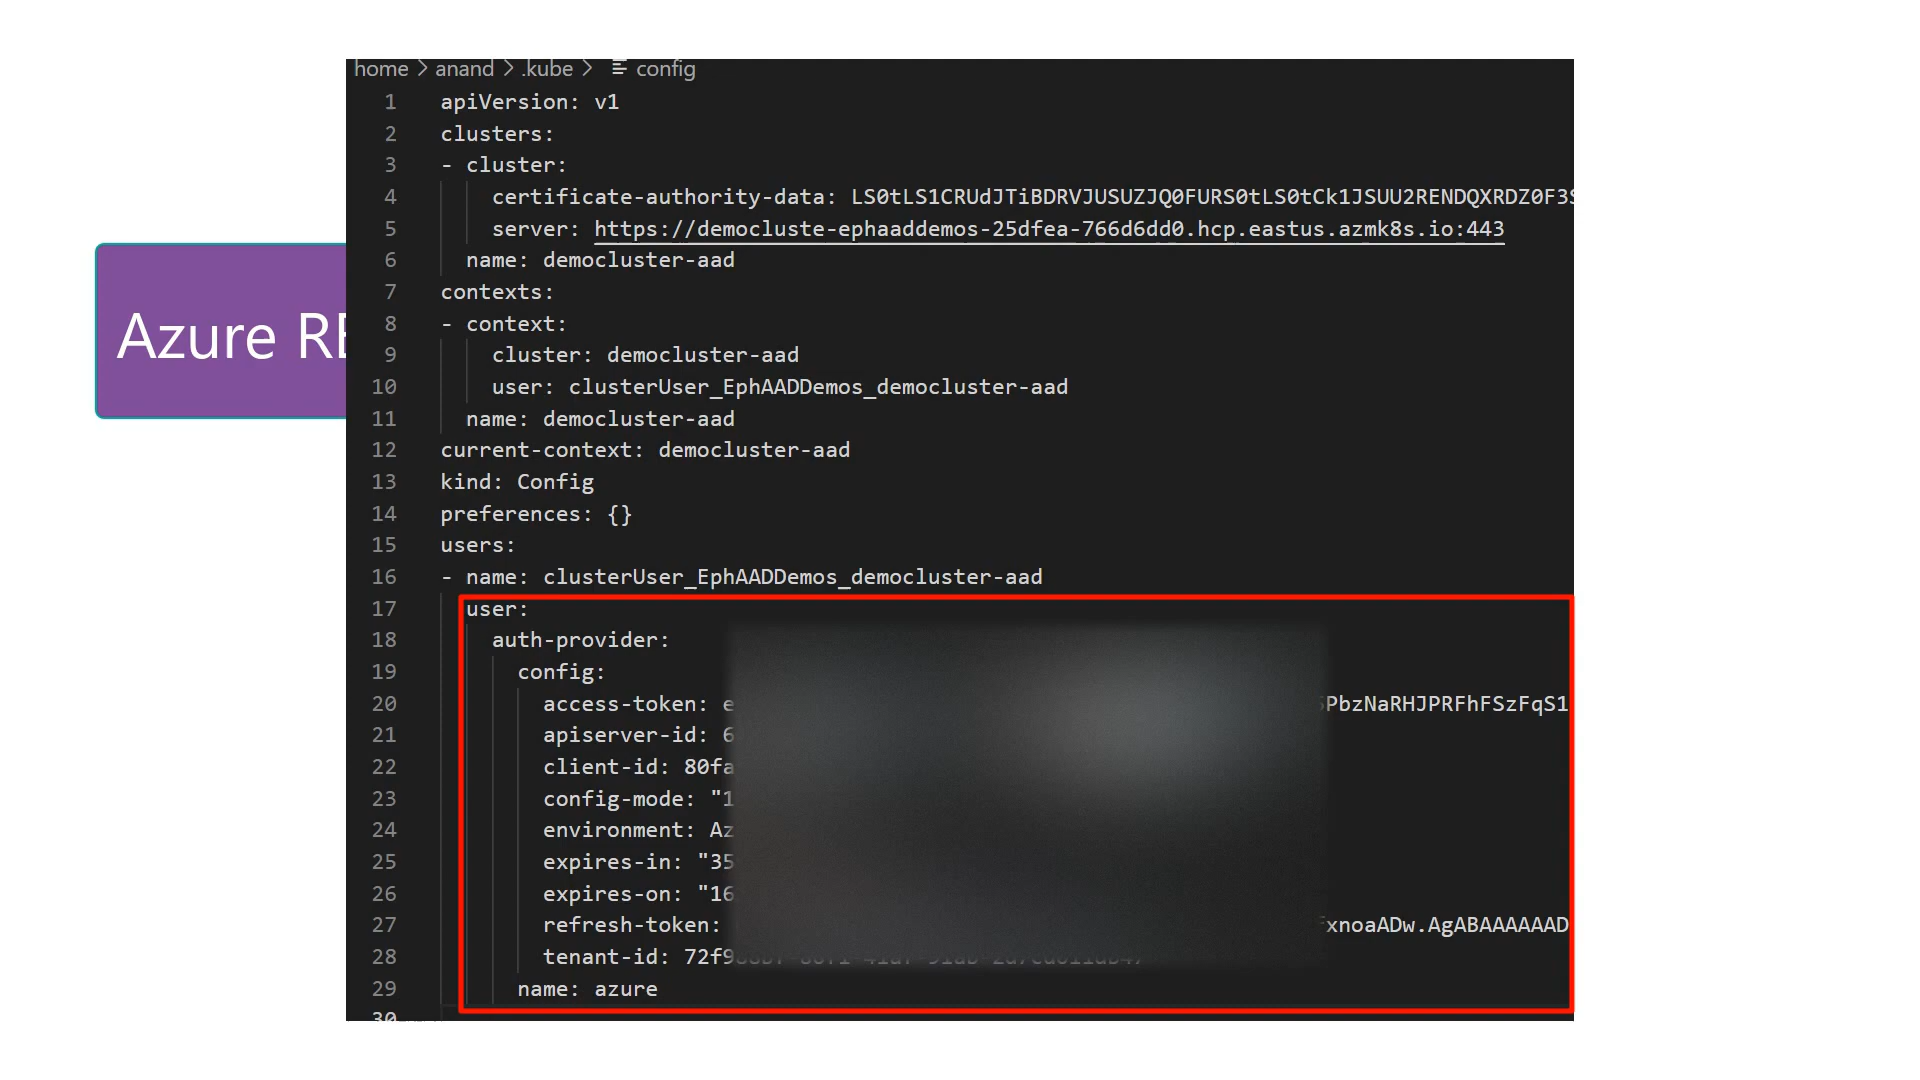 home > anand > .kube > config
1 apiVersion: v1
2 clusters:
3 - cluster:
4 certificate-authority-data: LS0tLS1CRUdJTiBDRVJUSUZJQ0FURS0tLS0tCk1JSUU2RENDQXRDZ0F3S
5 server: https://democluste-ephaaddemos-25dfea-766d6dd0.hcp.eastus.azmk8s.io:443
6 name: democluster-aad
7 contexts:
8 - context:
9 cluster: democluster-aad
10 user: clusterUser_EphAADDemos_democluster-aad
11 name: democluster-aad
12 current-context: democluster-aad
13 kind: Config
14 preferences: {}
15 users:
16 - name: clusterUser_EphAADDemos_democluster-aad
17 user:
18 auth-provider:
19 config:
20 access-token: e PbzNaRHJPRFhFSzFqS1
21 apiserver-id: 6
22 client-id: 80fa
23 config-mode: "1
24 environment: Az
25 expires-in: "35
26 expires-on: "16
27 refresh-token: xnoaADw.AgABAAAAAAD
28 tenant-id: 72f9
29 name: azure
30
Azure R